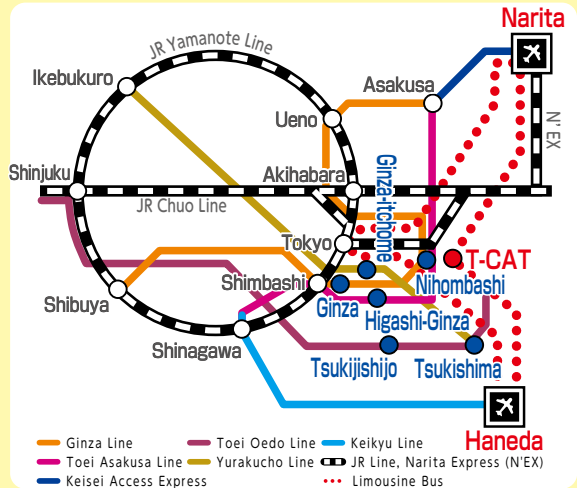 Narita
JR Yamanote Line
Ikebukuro
Asakusa
Ueno
N' EX
Ginza-itchome
Shinjuku
Akihabara
JR Chuo Line
Tokyo
T-CAT
Shimbashi
Nihombashi
Shibuya
Ginza
Higashi-Ginza
Shinagawa
Tsukijishijo
Tsukishima
Haneda
Ginza Line
Toei Oedo Line
Keikyu Line
Toei Asakusa Line
Yurakucho Line
JR Line, Narita Express (N'EX)
Keisei Access Express
Limousine Bus